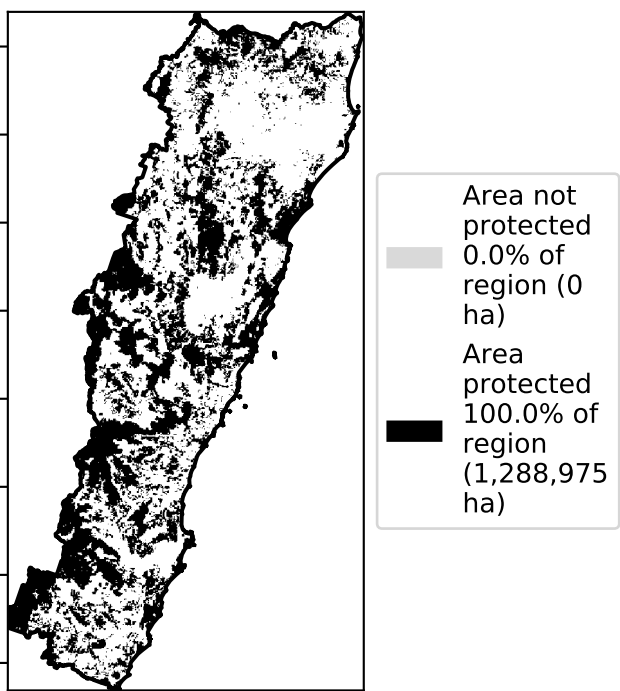 Area not
protected
0.0% of
region (0
ha)
Area
protected
100.0% of
region
(1,288,975
ha)